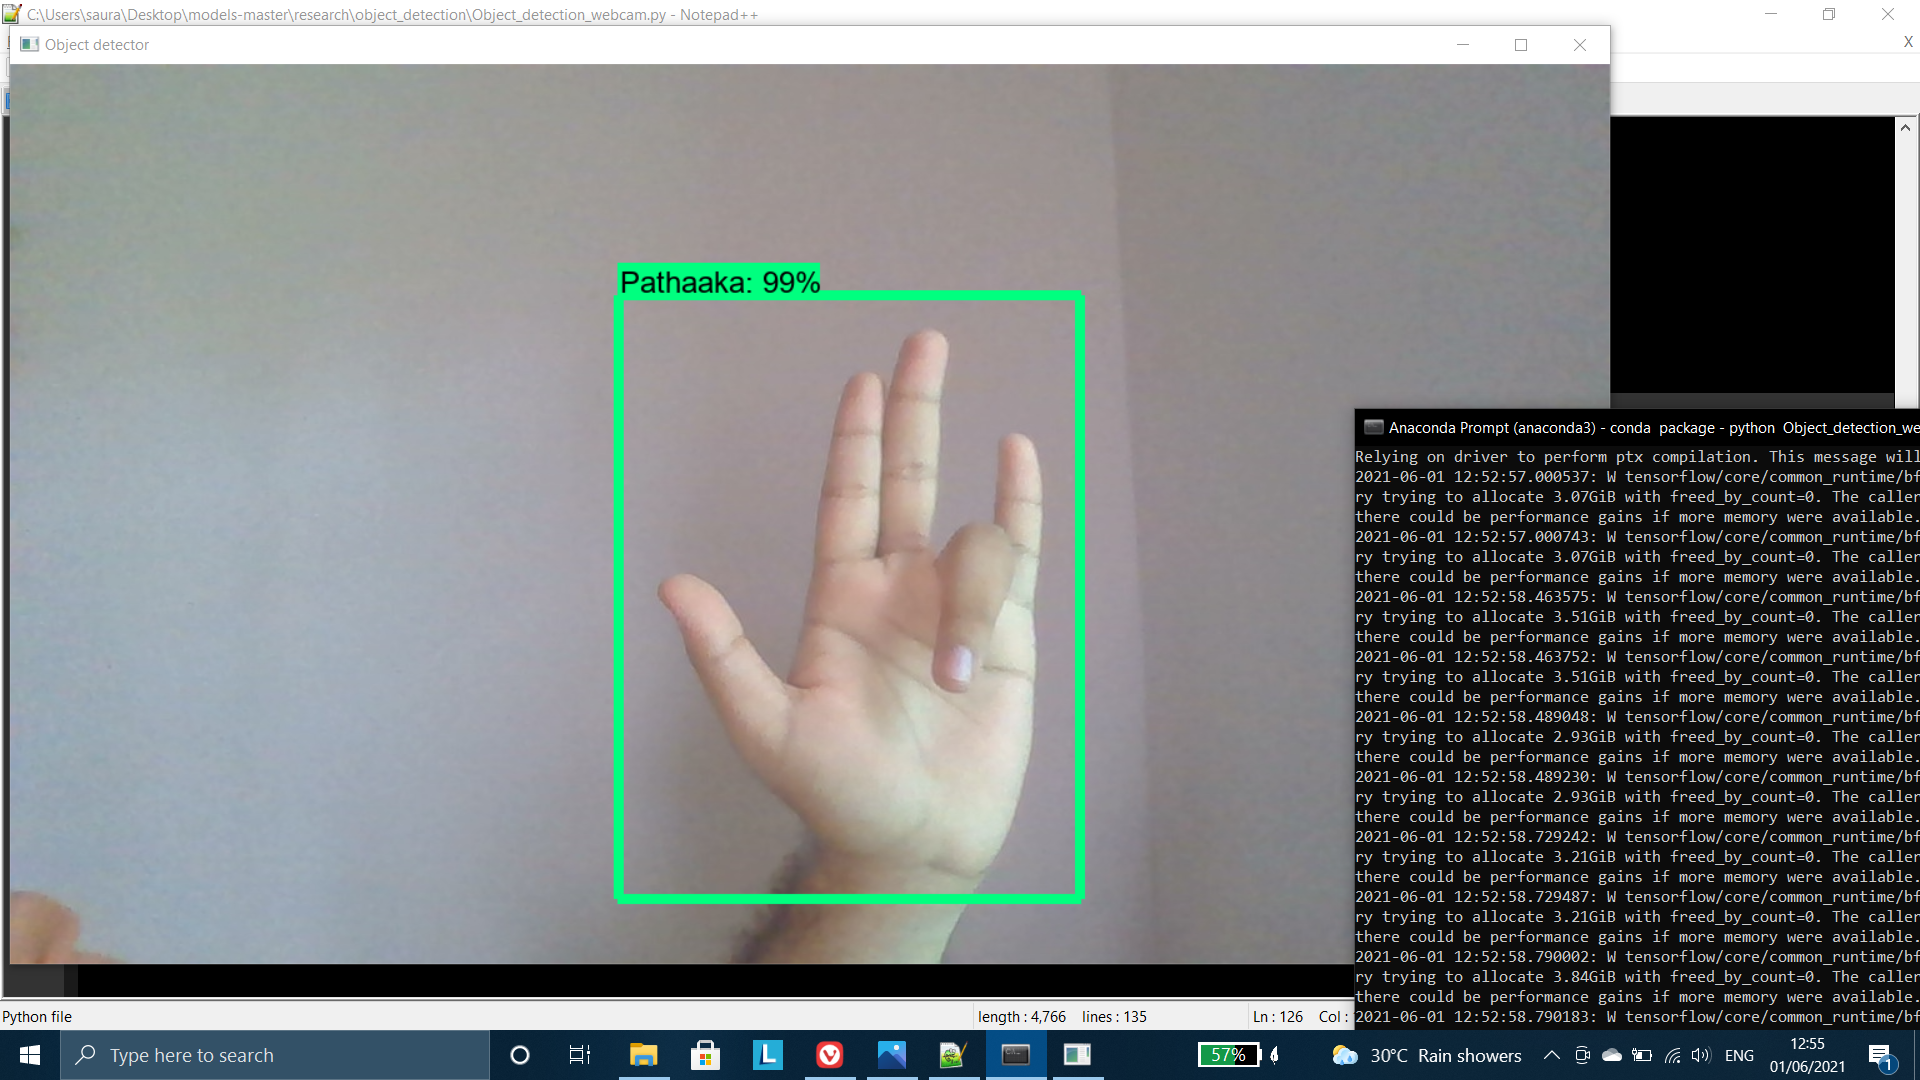 C:\Users\saura\Desktop\models-master\research\object_detection\Object_detection_webcam.py - Notepad++
Object detector
X
Pathaaka: 99%
Anaconda Prompt (anaconda3) - conda  package - python  Object_detection_we
Relying on driver to perform ptx compilation. This message will
2021-06-01 12:52:57.000537: W tensorflow/core/common_runtime/bf
ry trying to allocate 3.07GiB with freed_by_count=0. The caller
there could be performance gains if more memory were available.
2021-06-01 12:52:57.000743: W tensorflow/core/common_runtime/bf
ry trying to allocate 3.07GiB with freed_by_count=0. The caller
there could be performance gains if more memory were available.
2021-06-01 12:52:58.463575: W tensorflow/core/common_runtime/bf
ry trying to allocate 3.51GiB with freed_by_count=0. The caller
there could be performance gains if more memory were available.
2021-06-01 12:52:58.463752: W tensorflow/core/common_runtime/bf
ry trying to allocate 3.51GiB with freed_by_count=0. The caller
there could be performance gains if more memory were available.
2021-06-01 12:52:58.489048: W tensorflow/core/common_runtime/bf
ry trying to allocate 2.93GiB with freed_by_count=0. The caller
there could be performance gains if more memory were available.
2021-06-01 12:52:58.489230: W tensorflow/core/common_runtime/bf
ry trying to allocate 2.93GiB with freed_by_count=0. The caller
there could be performance gains if more memory were available.
2021-06-01 12:52:58.729242: W tensorflow/core/common_runtime/bf
ry trying to allocate 3.21GiB with freed_by_count=0. The caller
there could be performance gains if more memory were available.
2021-06-01 12:52:58.729487: W tensorflow/core/common_runtime/bf
ry trying to allocate 3.21GiB with freed_by_count=0. The caller
there could be performance gains if more memory were available.
2021-06-01 12:52:58.790002: W tensorflow/core/common_runtime/bf
ry trying to allocate 3.84GiB with freed_by_count=0. The caller
there could be performance gains if more memory were available.
2021-06-01 12:52:58.790183: W tensorflow/core/common_runtime/bf
Python file length : 4,766 lines : 135 Ln : 126 Col :
Type here to search
L
57%
30°C Rain showers
ENG
12:55
01/06/2021
1